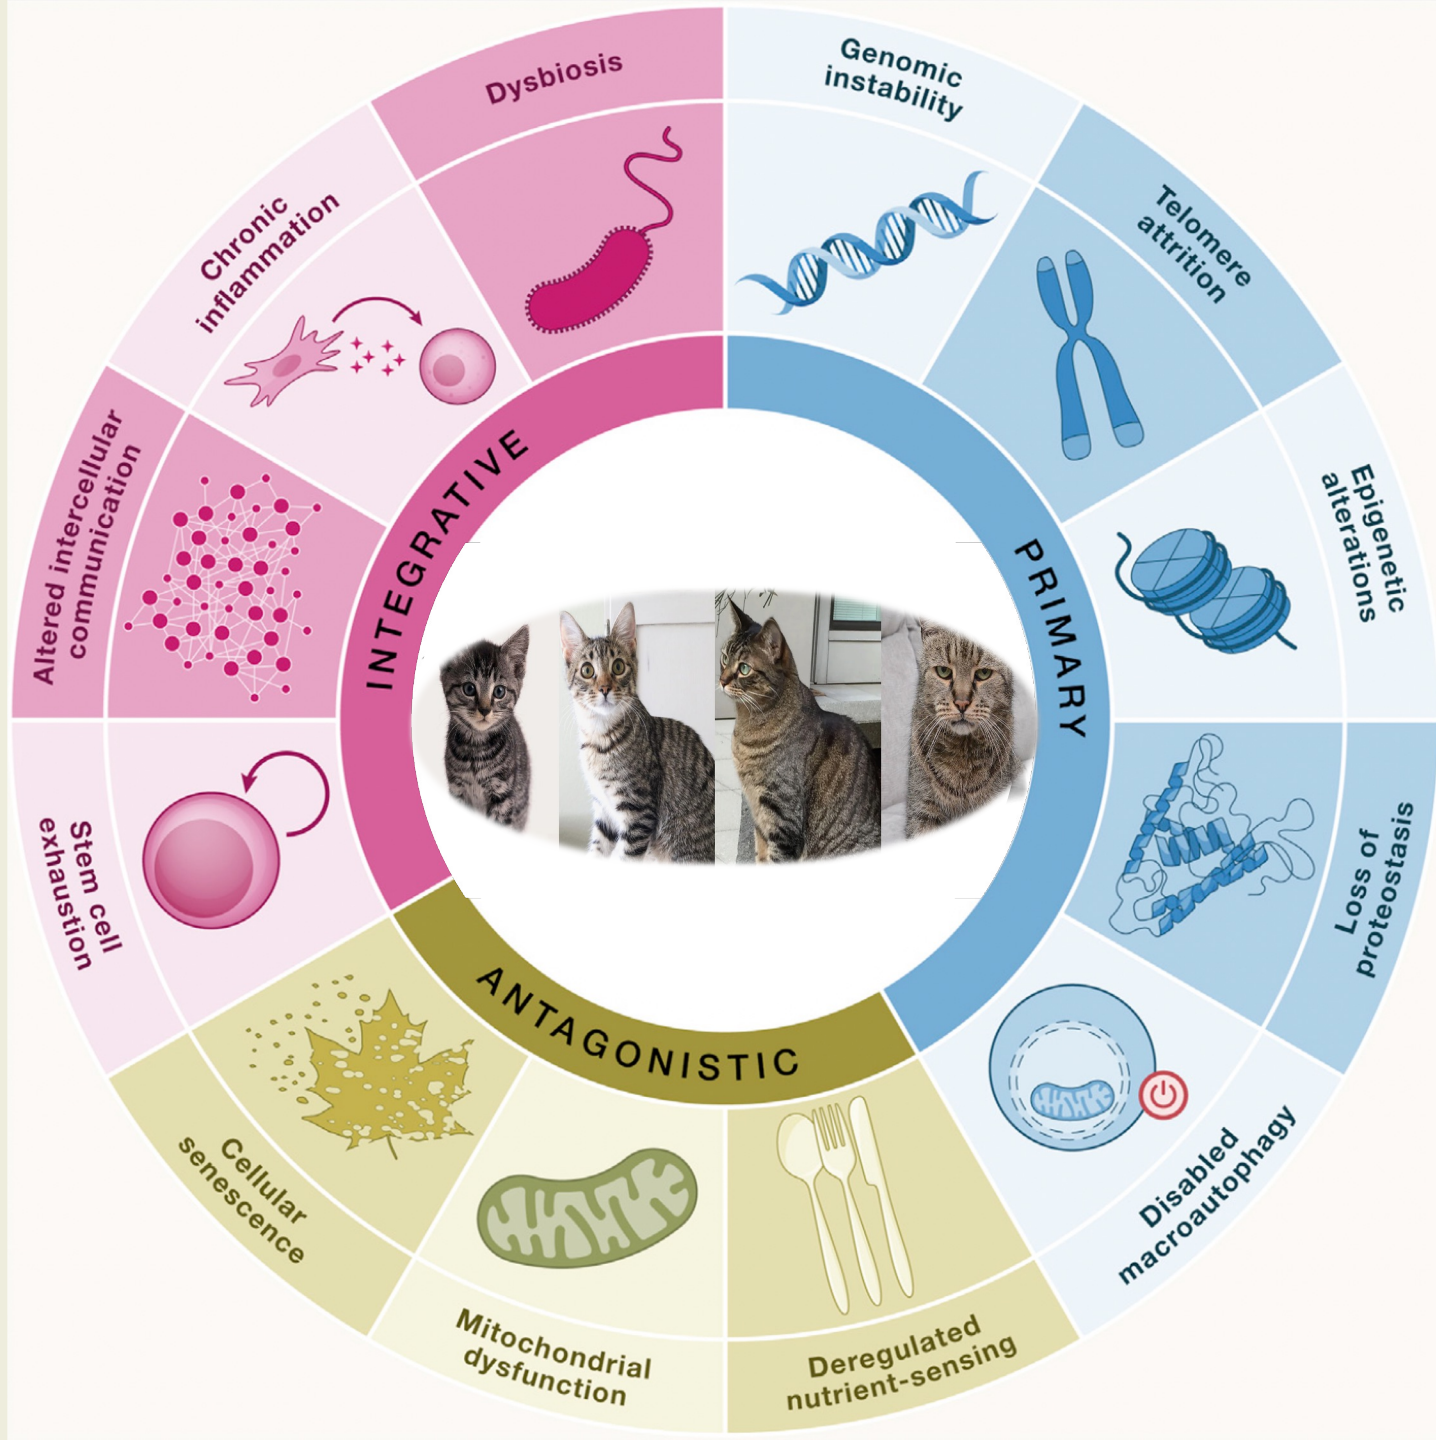 Dysbiosis
Genomic
instability
Telomere
attrition
Epigenetic
alterations
Loss of
proteostasis
Disabled
macroautophagy
Deregulated
nutrient-sensing
Mitochondrial
dysfunction
Cellular
senescence
Stem cell
exhaustion
Altered intercellular
communication
Chronic
inflammation
INTEGRATIVE
PRIMARY
ANTAGONISTIC